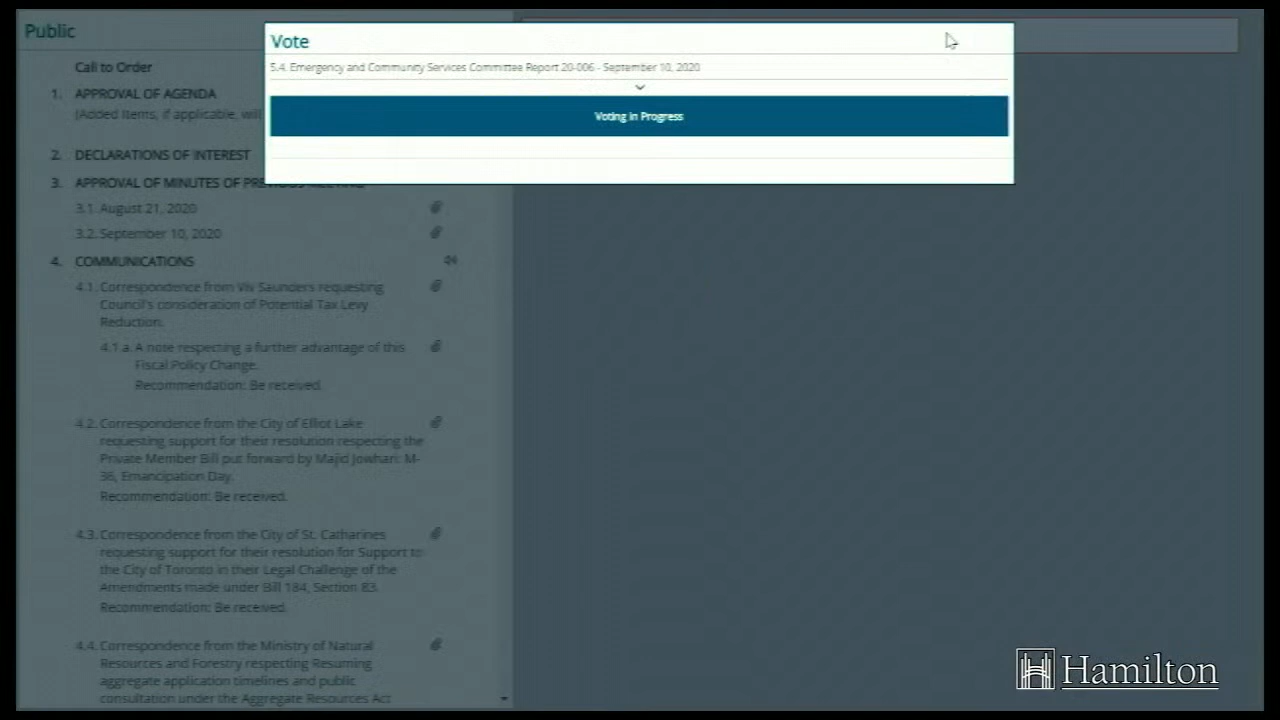 Public
Vote
5.4. Emergency and Community Services Committee Report 20-006 - September 10, 2020
Voting in Progress
Call to Order
1. APPROVAL OF AGENDA
(Added Items, if applicable, will
2. DECLARATIONS OF INTEREST
3. APPROVAL OF MINUTES OF PREVIOUS MEETING
3.1. August 21, 2020
3.2. September 10, 2020
4. COMMUNICATIONS
4.1. Correspondence from Viv Saunders requesting
Council's consideration of Potential Tax Levy
Reduction.
4.1.a. A note respecting a further advantage of this
Fiscal Policy Change.
Recommendation: Be received.
4.2. Correspondence from the City of Elliot Lake
requesting support for their resolution respecting the
Private Member Bill put forward by Majid Jowhari: M-
36, Emancipation Day.
Recommendation: Be received.
4.3. Correspondence from the City of St. Catharines
requesting support for their resolution for Support to
the City of Toronto in their Legal Challenge of the
Amendments made under Bill 184, Section 83.
Recommendation: Be received.
4.4. Correspondence from the Ministry of Natural
Resources and Forestry respecting Resuming
aggregate application timelines and public
consultation under the Aggregate Resources Act
Hamilton